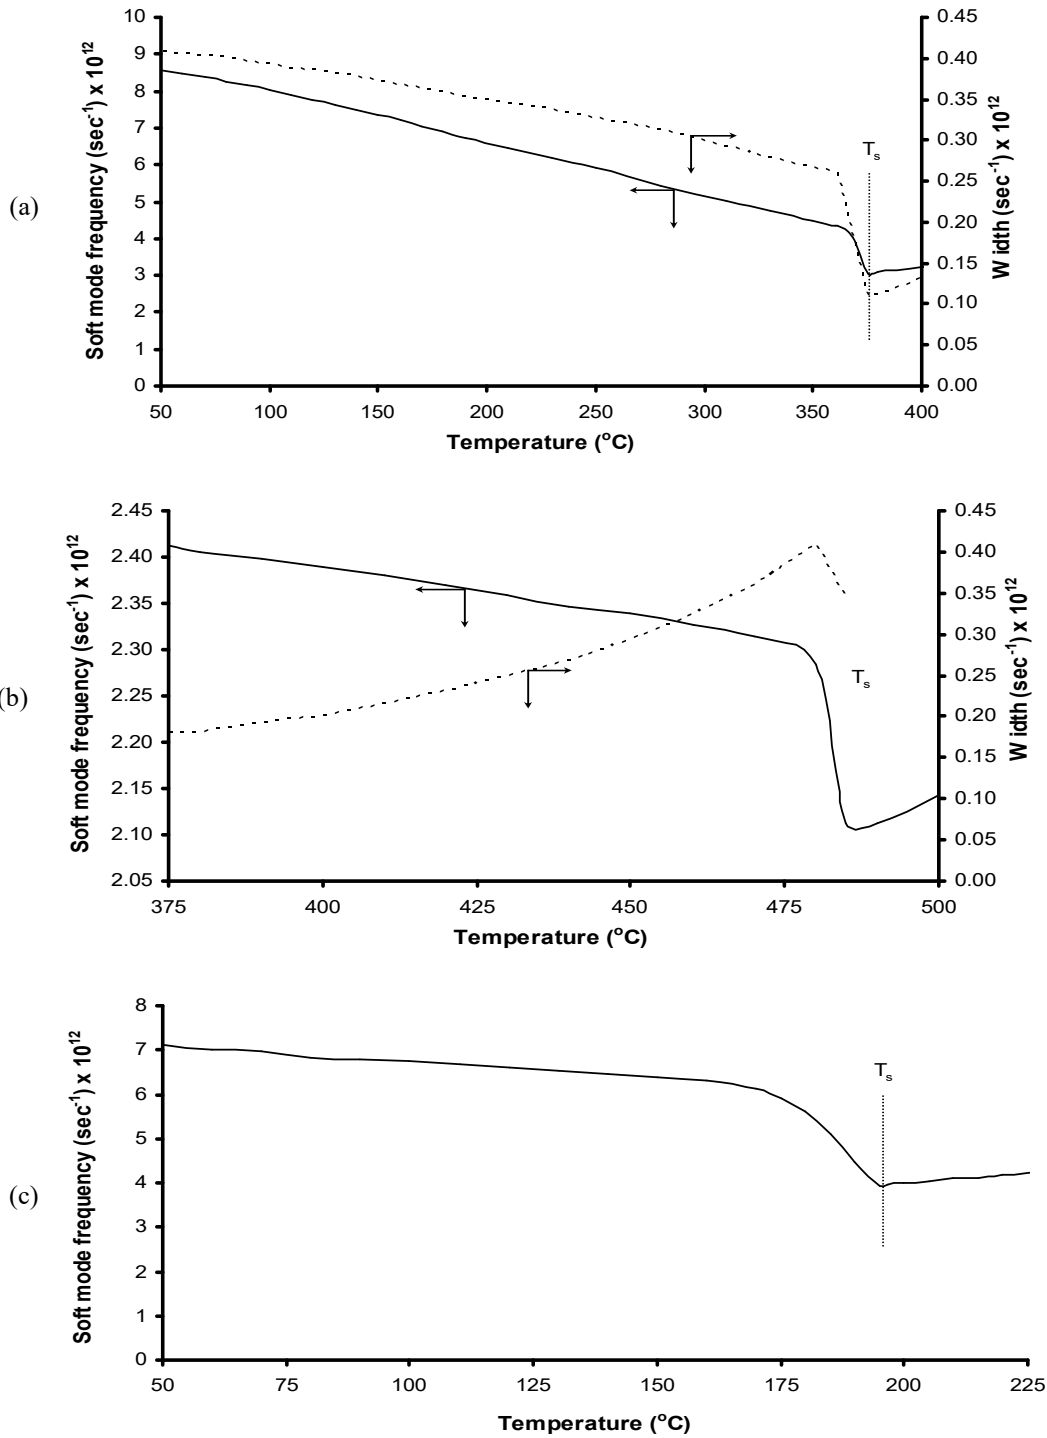 (a)
Soft mode frequency (sec⁻¹) x 10¹²
10
9
8
7
6
5
4
3
2
1
0
0.45
0.40
0.35
0.30
0.25
0.20
0.15
0.10
0.05
0.00
W idth (sec⁻¹) x 10¹²
Tₛ
50 100 150 200 250 300 350 400
Temperature (°C)
(b)
Soft mode frequency (sec⁻¹) x 10¹²
2.45
2.40
2.35
2.30
2.25
2.20
2.15
2.10
2.05
0.45
0.40
0.35
0.30
0.25
0.20
0.15
0.10
0.05
0.00
W idth (sec⁻¹) x 10¹²
Tₛ
375 400 425 450 475 500
Temperature (°C)
(c)
Soft mode frequency (sec⁻¹) x 10¹²
8
7
6
5
4
3
2
1
0
Tₛ
50 75 100 125 150 175 200 225
Temperature (°C)